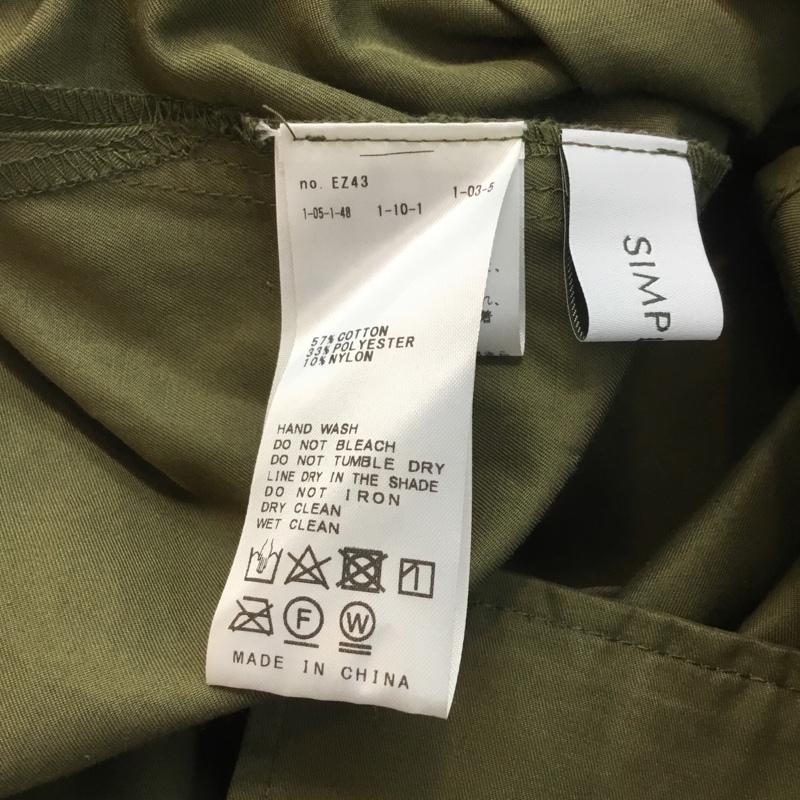 no. EZ43
1-05-1-48 1-10-1 1-03-5
57% COTTON
33% POLYESTER
10% NYLON
HAND WASH
DO NOT BLEACH
DO NOT TUMBLE DRY
LINE DRY IN THE SHADE
DO NOT IRON
DRY CLEAN
WET CLEAN
F W
MADE IN CHINA
SIMP